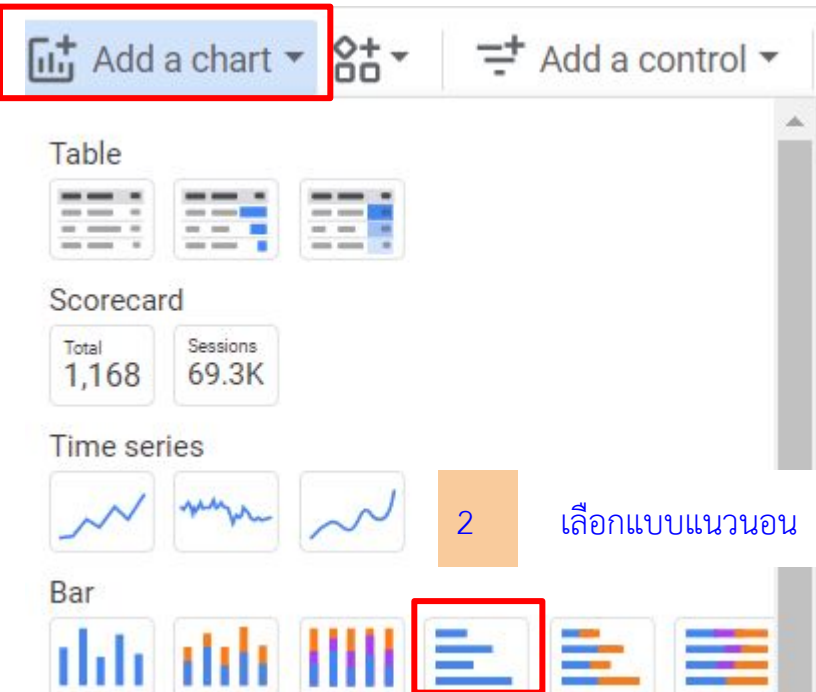 Add a chart
Add a control
Table
Scorecard
Total
1,168
Sessions
69.3K
Time series
2 เลือกแบบแนวนอน
Bar